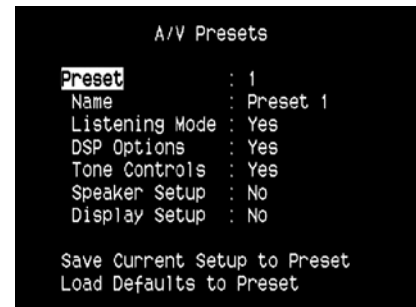 A/V Presets
Preset : 1
Name : Preset 1
Listening Mode : Yes
DSP Options : Yes
Tone Controls : Yes
Speaker Setup : No
Display Setup : No
Save Current Setup to Preset
Load Defaults to Preset